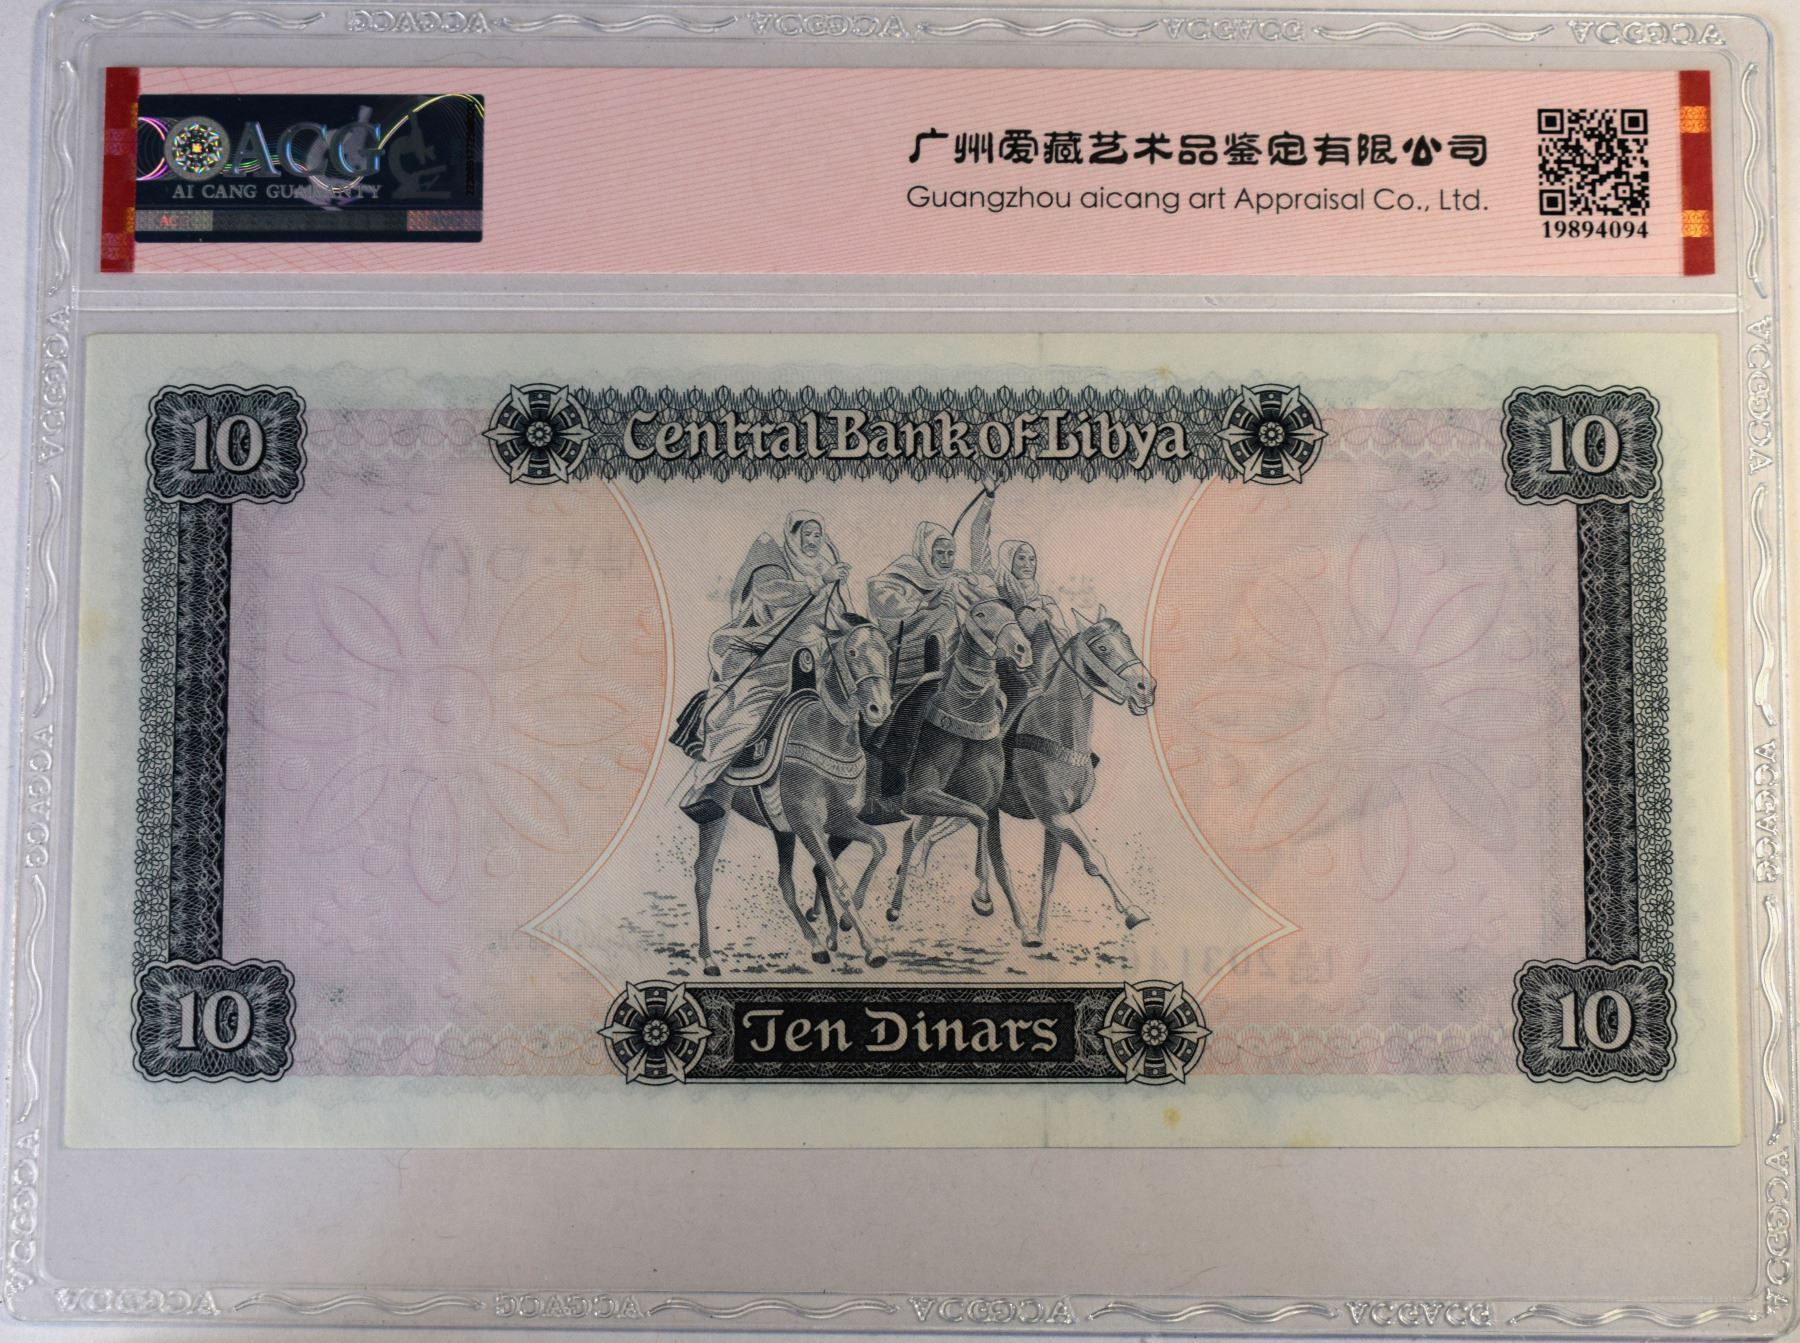 ACG
AI CANG GUARANTY
广州爱藏艺术品鉴定有限公司
Guangzhou aicang art Appraisal Co., Ltd.
19894094
10
Central Bank of Libya
10
10
Ten Dinars
10